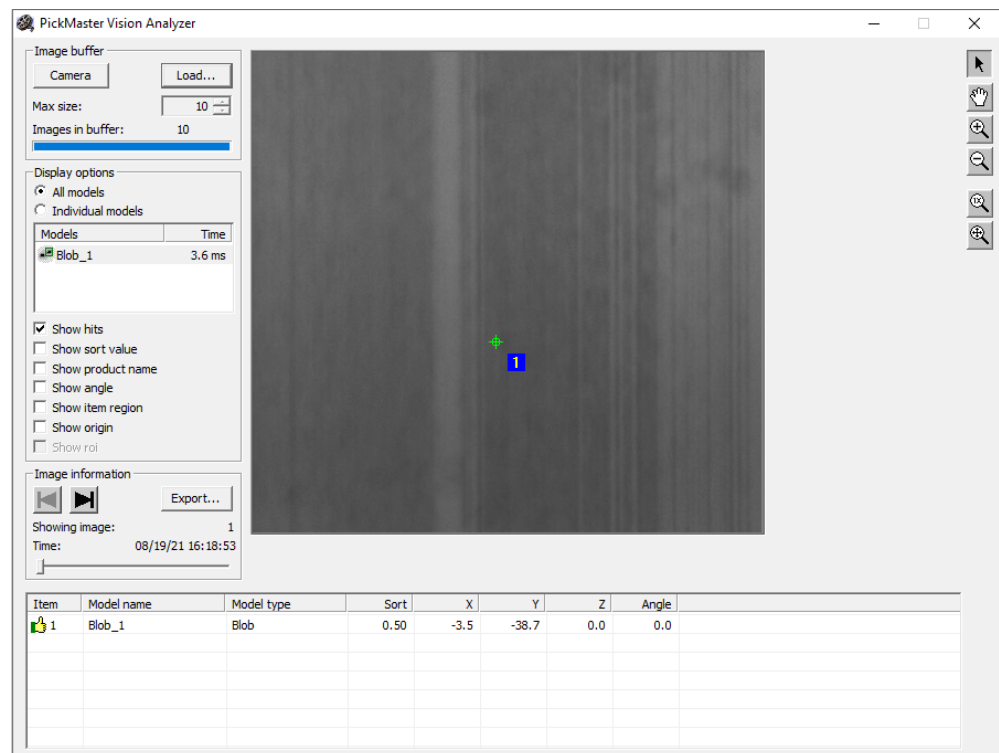 PickMaster Vision Analyzer
Image buffer
Camera Load...
Max size: 10
Images in buffer: 10
Display options
All models
Individual models
Models Time
Blob_1 3.6 ms
Show hits
Show sort value
Show product name
Show angle
Show item region
Show origin
Show roi
1
Image information
Export...
Showing image: 1
Time: 08/19/21 16:18:53
Item Model name Model type Sort X Y Z Angle
1 Blob_1 Blob 0.50 -3.5 -38.7 0.0 0.0